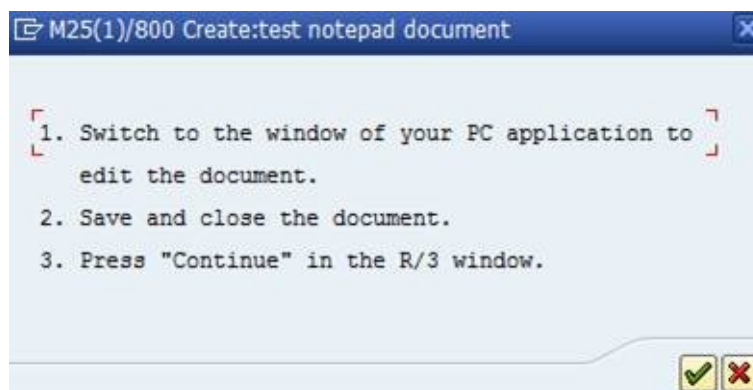 M25(1)/800 Create:test notepad document
1. Switch to the window of your PC application to
edit the document.
2. Save and close the document.
3. Press "Continue" in the R/3 window.